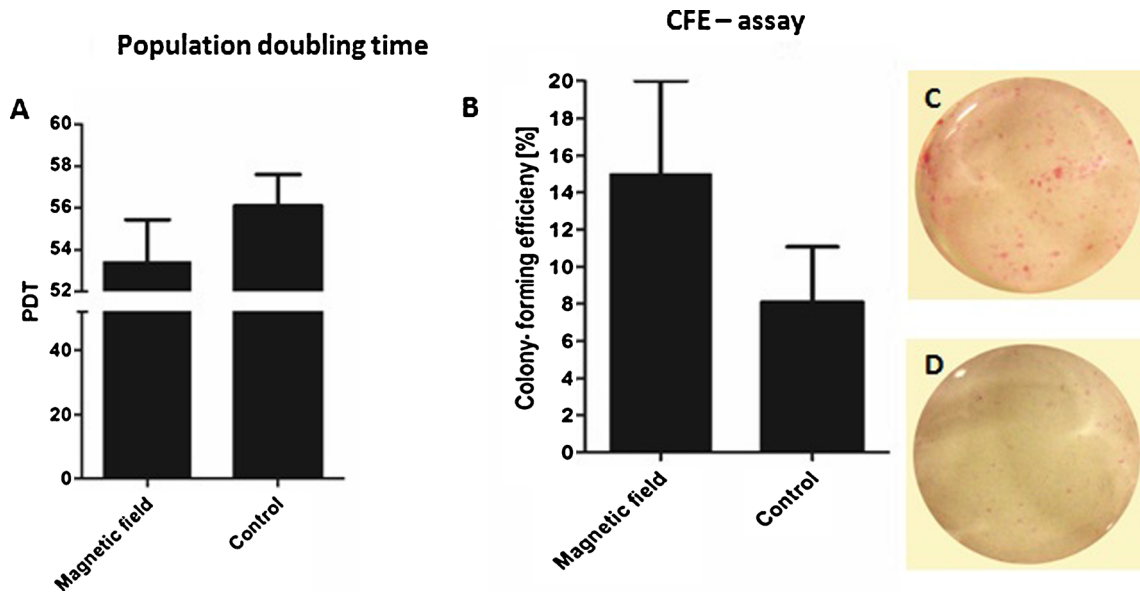 Population doubling time
CFE – assay
A
60
58
56
54
52
40
20
0
PDT
Magnetic field
Control
B
20
18
16
14
12
10
8
6
4
2
0
Colony- forming efficieny [%]
Magnetic field
Control
C
D